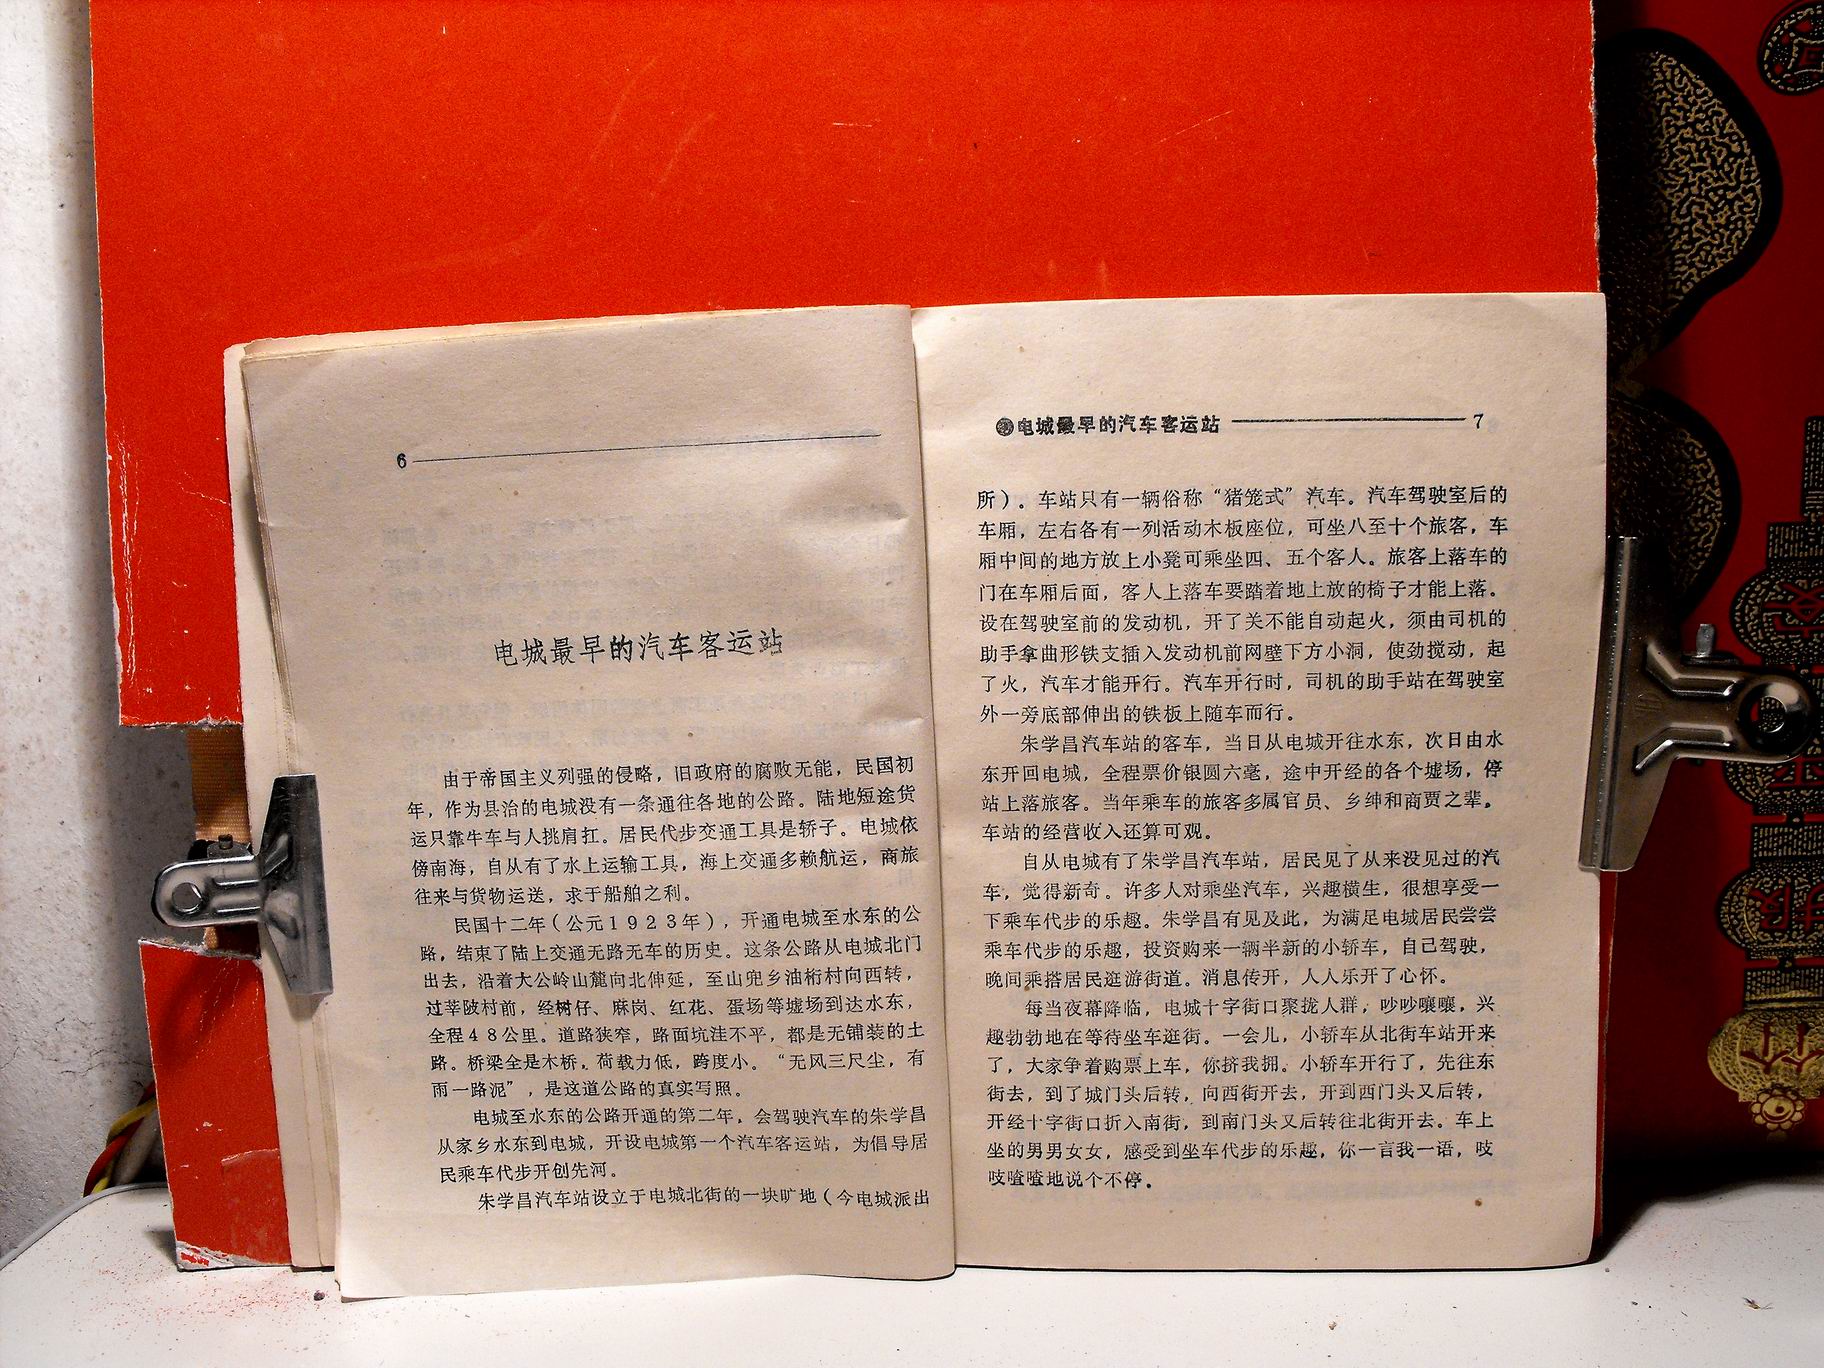 6
电城最早的汽车客运站
由于帝国主义列强的侵略，旧政府的腐败无能，民国初
年，作为县治的电城没有一条通往各地的公路。陆地短途货
运只靠牛车与人挑肩扛。居民代步交通工具是轿子。电城依
傍南海，自从有了水上运输工具，海上交通多赖航运，商旅
往来与货物运送，求于船舶之利。
民国十二年（公元1923年），开通电城至水东的公
路，结束了陆上交通无路无车的历史。这条公路从电城北门
出去，沿着大公岭山麓向北伸延，至山兜乡油桁村向西转，
过莘陂村前，经树仔、麻岗、红花、蛋场等墟场到达水东，
全程48公里。道路狭窄，路面坑洼不平，都是无铺装的土
路。桥梁全是木桥，荷载力低，跨度小。“无风三尺尘，有
雨一路泥”，是这道公路的真实写照。
电城至水东的公路开通的第二年，会驾驶汽车的朱学昌
从家乡水东到电城，开设电城第一个汽车客运站，为倡导居
民乘车代步开创先河。
朱学昌汽车站设立于电城北街的一块旷地（今电城派出
电城最早的汽车客运站 7
所）。车站只有一辆俗称“猪笼式”汽车。汽车驾驶室后的
车厢，左右各有一列活动木板座位，可坐八至十个旅客，车
厢中间的地方放上小凳可乘坐四、五个客人。旅客上落车的
门在车厢后面，客人上落车要踏着地上放的椅子才能上落。
设在驾驶室前的发动机，开了关不能自动起火，须由司机的
助手拿曲形铁支插入发动机前网壁下方小洞，使劲搅动，起
了火，汽车才能开行。汽车开行时，司机的助手站在驾驶室
外一旁底部伸出的铁板上随车而行。
朱学昌汽车站的客车，当日从电城开往水东，次日由水
东开回电城，全程票价银圆六毫，途中开经的各个墟场，停
站上落旅客。当年乘车的旅客多属官员、乡绅和商贾之辈。
车站的经营收入还算可观。
自从电城有了朱学昌汽车站，居民见了从来没见过的汽
车，觉得新奇。许多人对乘坐汽车，兴趣横生，很想享受一
下乘车代步的乐趣。朱学昌有见及此，为满足电城居民尝尝
乘车代步的乐趣，投资购来一辆半新的小轿车，自己驾驶，
晚间乘搭居民逛游街道。消息传开，人人乐开了心怀。
每当夜幕降临，电城十字街口聚拢人群，吵吵嚷嚷，兴
趣勃勃地在等待坐车逛街。一会儿，小轿车从北街车站开来
了，大家争着购票上车，你挤我拥。小轿车开行了，先往东
街去，到了城门头后转，向西街开去，开到西门头又后转，
开经十字街口折入南街，到南门头又后转往北街开去。车上
坐的男男女女，感受到坐车代步的乐趣，你一言我一语，吱
吱喳喳地说个不停。